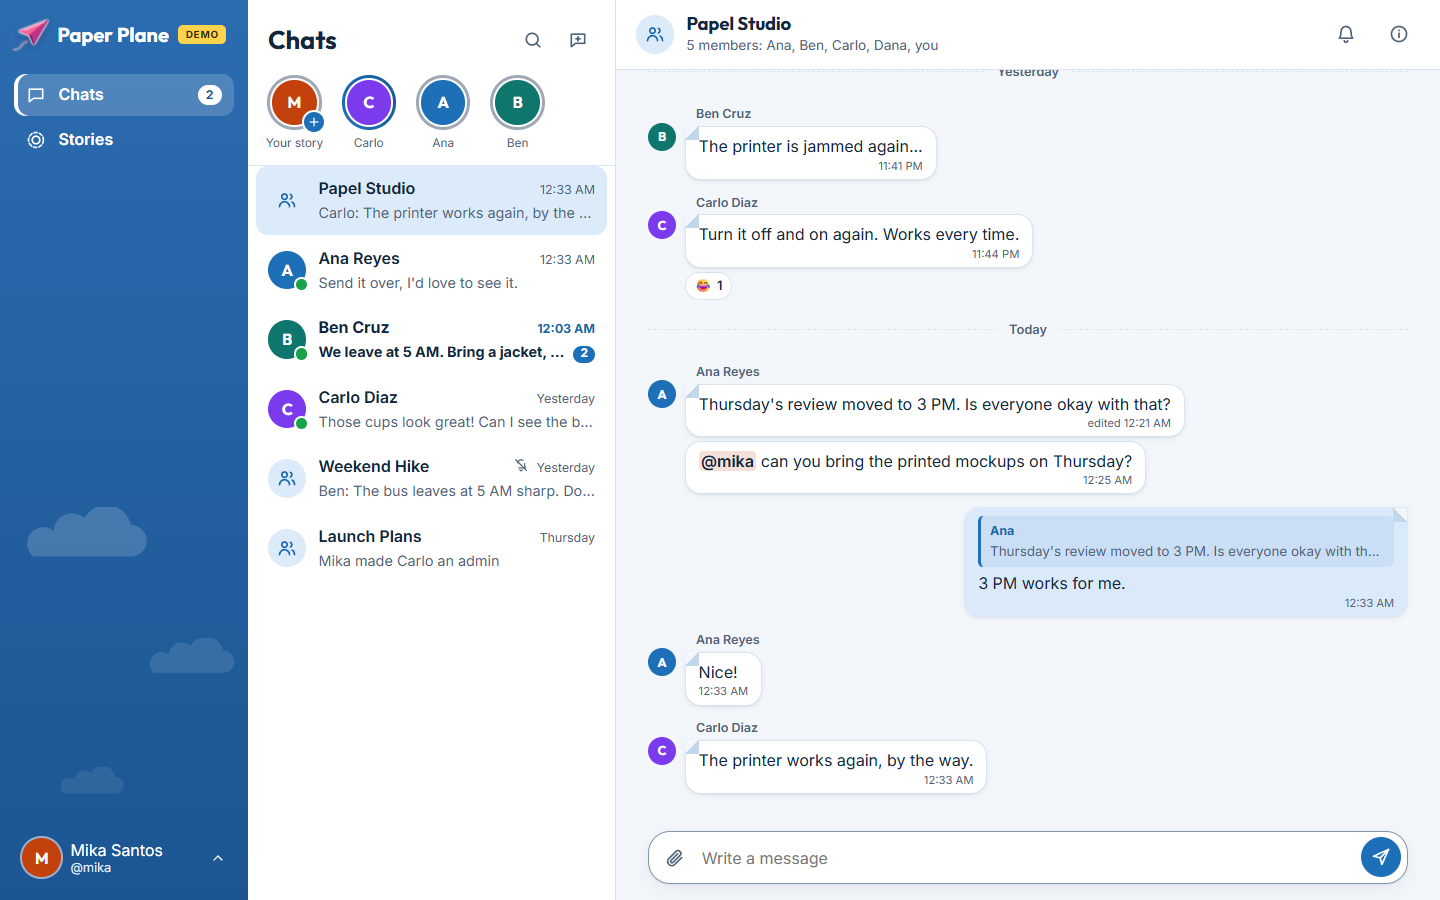 Paper Plane DEMO
Chats 2
Stories
M Mika Santos
@mika
Chats
M C A B
Your story Carlo Ana Ben
Papel Studio 12:33 AM
Carlo: The printer works again, by the ...
A Ana Reyes 12:33 AM
Send it over, I'd love to see it.
B Ben Cruz 12:03 AM
We leave at 5 AM. Bring a jacket, ... 2
C Carlo Diaz Yesterday
Those cups look great! Can I see the b...
Weekend Hike Yesterday
Ben: The bus leaves at 5 AM sharp. Do...
Launch Plans Thursday
Mika made Carlo an admin
Papel Studio
5 members: Ana, Ben, Carlo, Dana, you
Yesterday
Ben Cruz
B The printer is jammed again...
11:41 PM
Carlo Diaz
C Turn it off and on again. Works every time.
11:44 PM
😂 1
Today
Ana Reyes
A Thursday's review moved to 3 PM. Is everyone okay with that?
edited 12:21 AM
@mika can you bring the printed mockups on Thursday?
12:25 AM
Ana
Thursday's review moved to 3 PM. Is everyone okay with th...
3 PM works for me.
12:33 AM
Ana Reyes
A Nice!
12:33 AM
Carlo Diaz
C The printer works again, by the way.
12:33 AM
Write a message